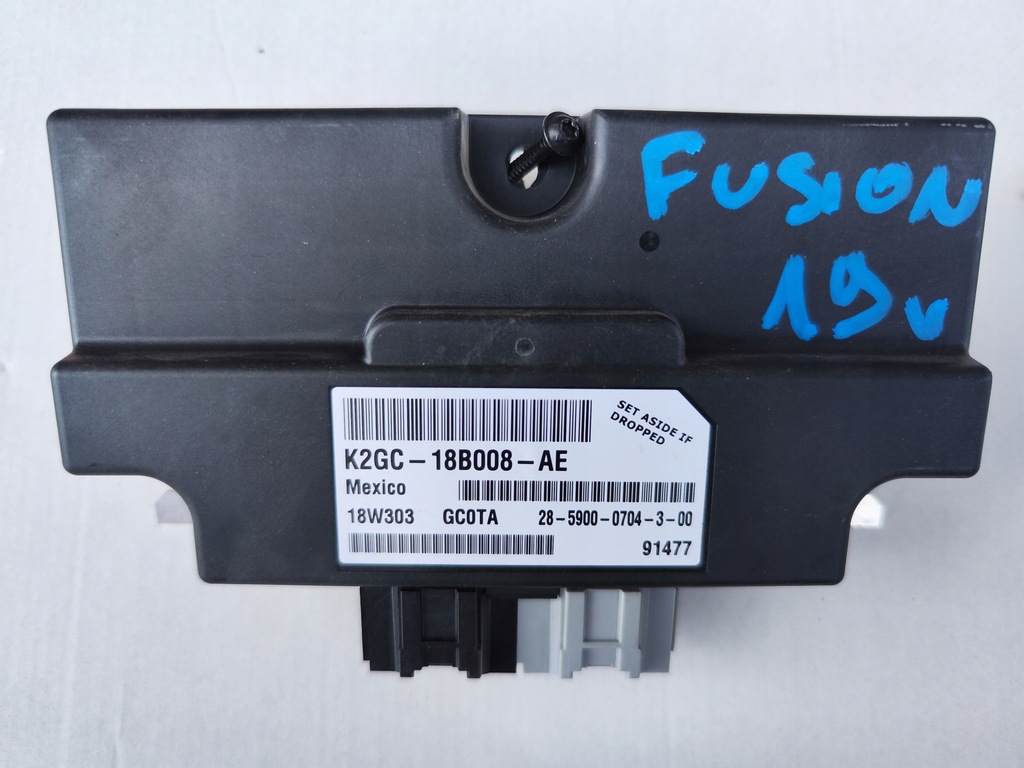 FUSION
19v
SET ASIDE IF
DROPPED
K2GC-18B008-AE
Mexico
18W303 GC0TA 28-5900-0704-3-00
91477